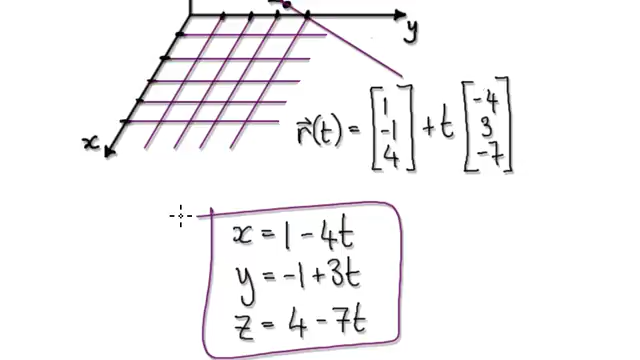 y
x
r⃗(t) = [1 -1 4] + t [-4 3 -7]
x = 1 - 4t
y = -1 + 3t
z = 4 - 7t